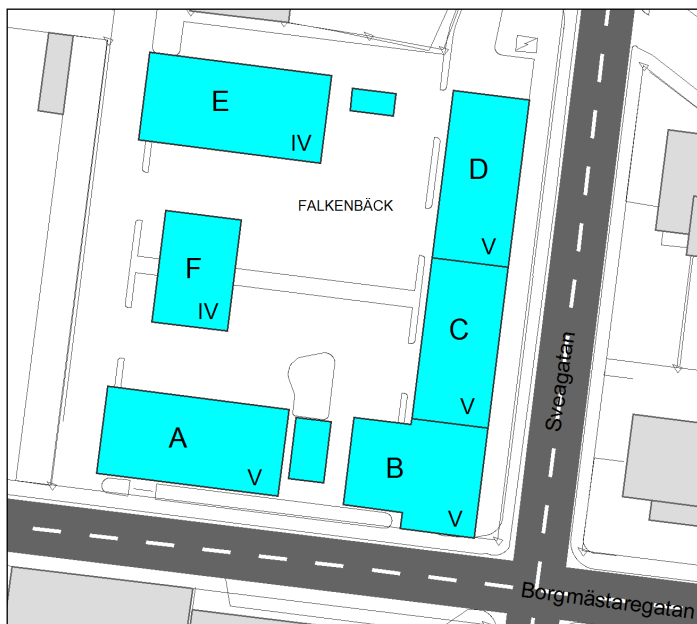 E
IV
D
V
FALKENBÄCK
F
IV
C
V
Sveagatan
A
V
B
V
Borgmästaregatan